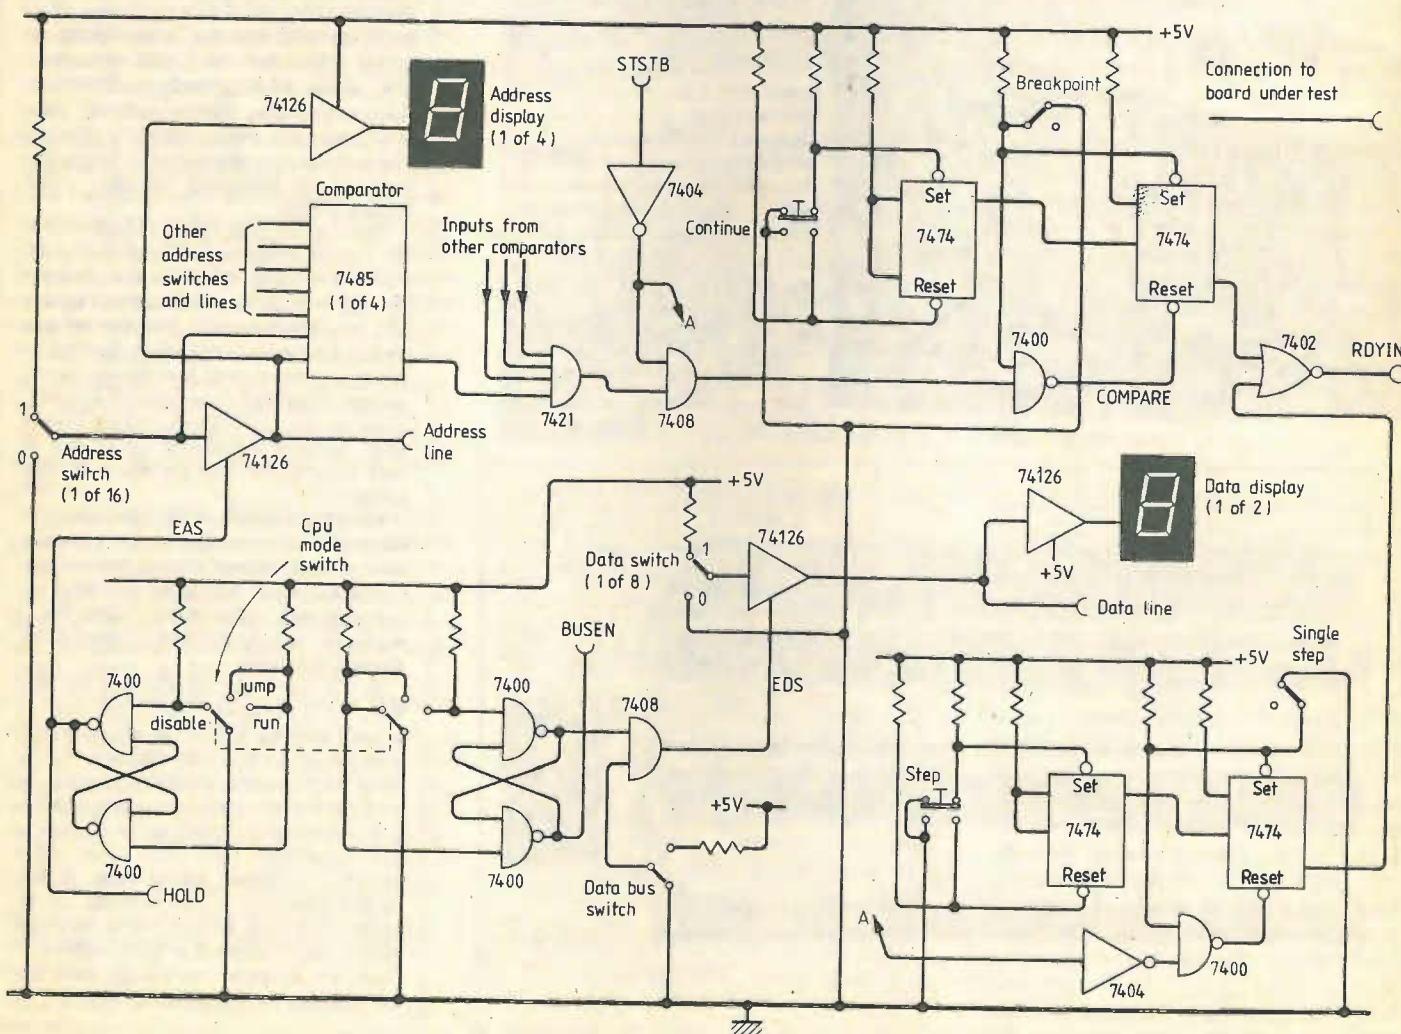 +5V
STSTB
Breakpoint
Connection to
board under test
74126
Address
display
(1 of 4)
7404
Comparator
Set
7474
Reset
Set
7474
Reset
Continue
Other
address
switches
and lines
7485
(1 of 4)
Inputs from
other comparators
A
7400
7402
RDYIN
COMPARE
7421
7408
1
0
Address
switch
(1 of 16)
74126
Address
line
+5V
74126
Data display
(1 of 2)
+5V
EAS
Cpu
mode
switch
Data switch
(1 of 8)
1
0
74126
Data line
BUSEN
EDS
Single
step
+5V
7400
jump
disable
run
7400
7408
Step
Set
7474
Reset
Set
7474
Reset
+5V
7400
7400
HOLD
Data bus
switch
A
7404
7400